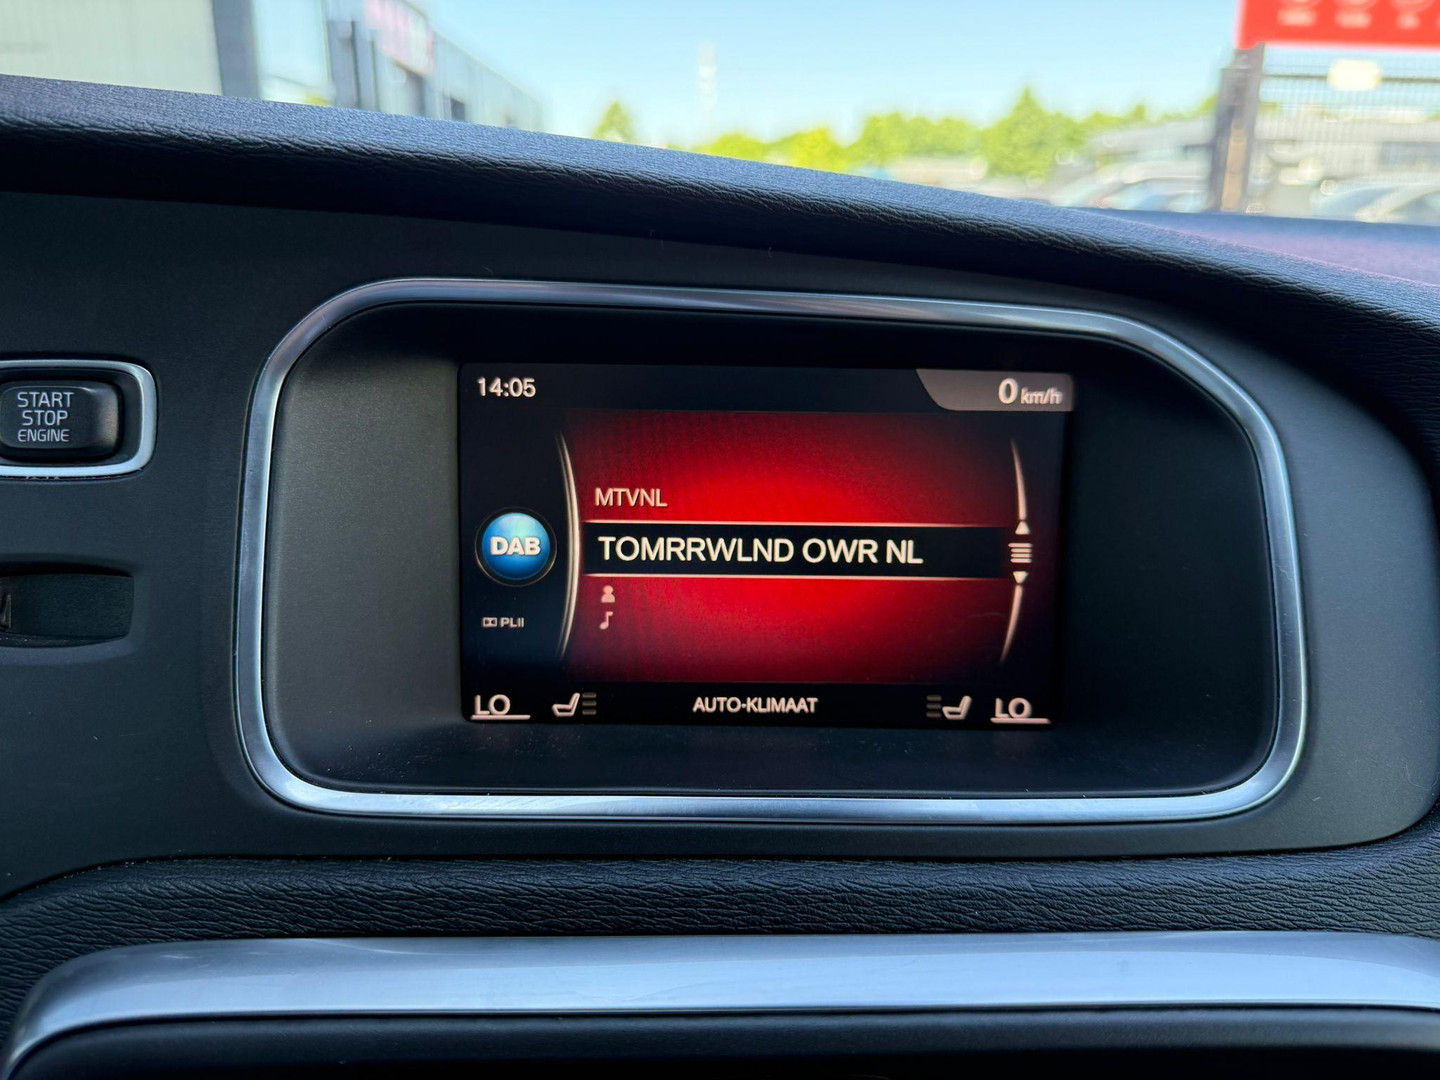 14:05
0 km/h
START
STOP
ENGINE
MTVNL
TOMRRWLND OWR NL
DAB
PLII
LO
AUTO-KLIMAAT
LO